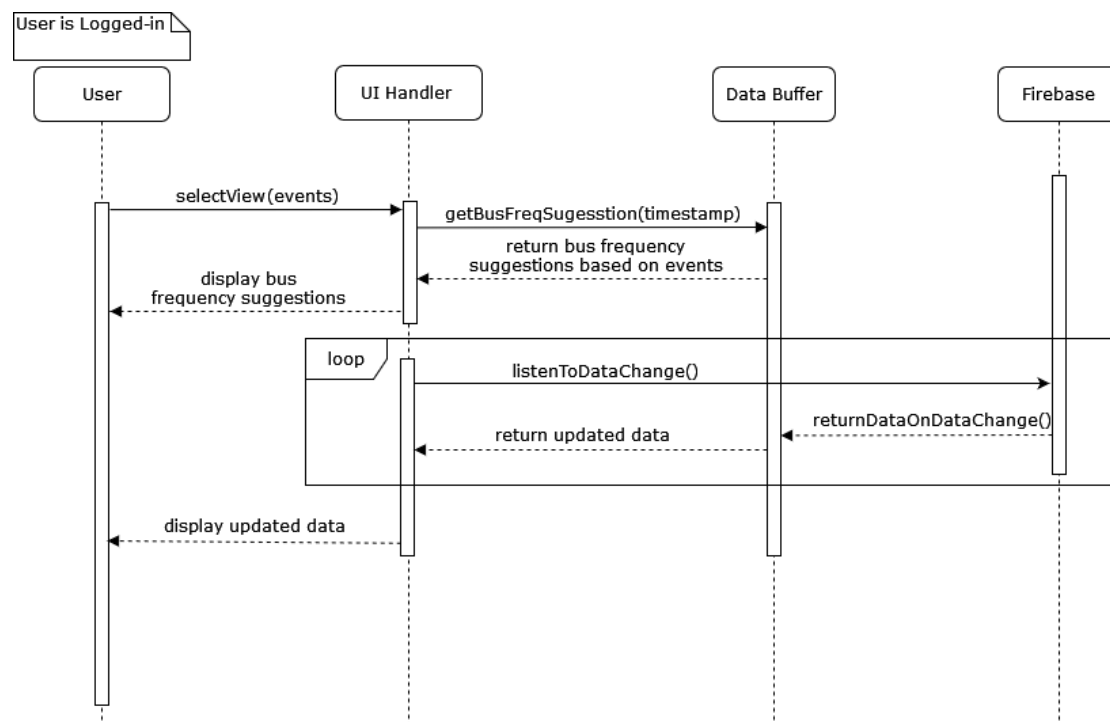 User is Logged-in
User
UI Handler
Data Buffer
Firebase
selectView(events)
getBusFreqSugesstion(timestamp)
return bus frequency
suggestions based on events
display bus
frequency suggestions
loop
listenToDataChange()
returnDataOnDataChange()
return updated data
display updated data